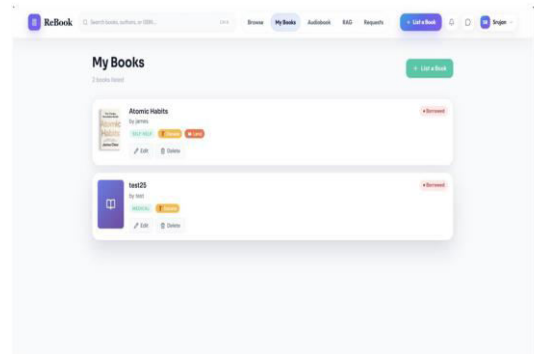 ReBook
Search books, authors, or ISBN...
Browse
My Books
Audiobook
RAG
Requests
+ List a Book
Srujan
My Books
2 books listed
+ List a Book
Atomic Habits
by james
SELF-HELP
Borrowed
Edit
Delete
test25
by test
MEDICAL
Borrowed
Edit
Delete